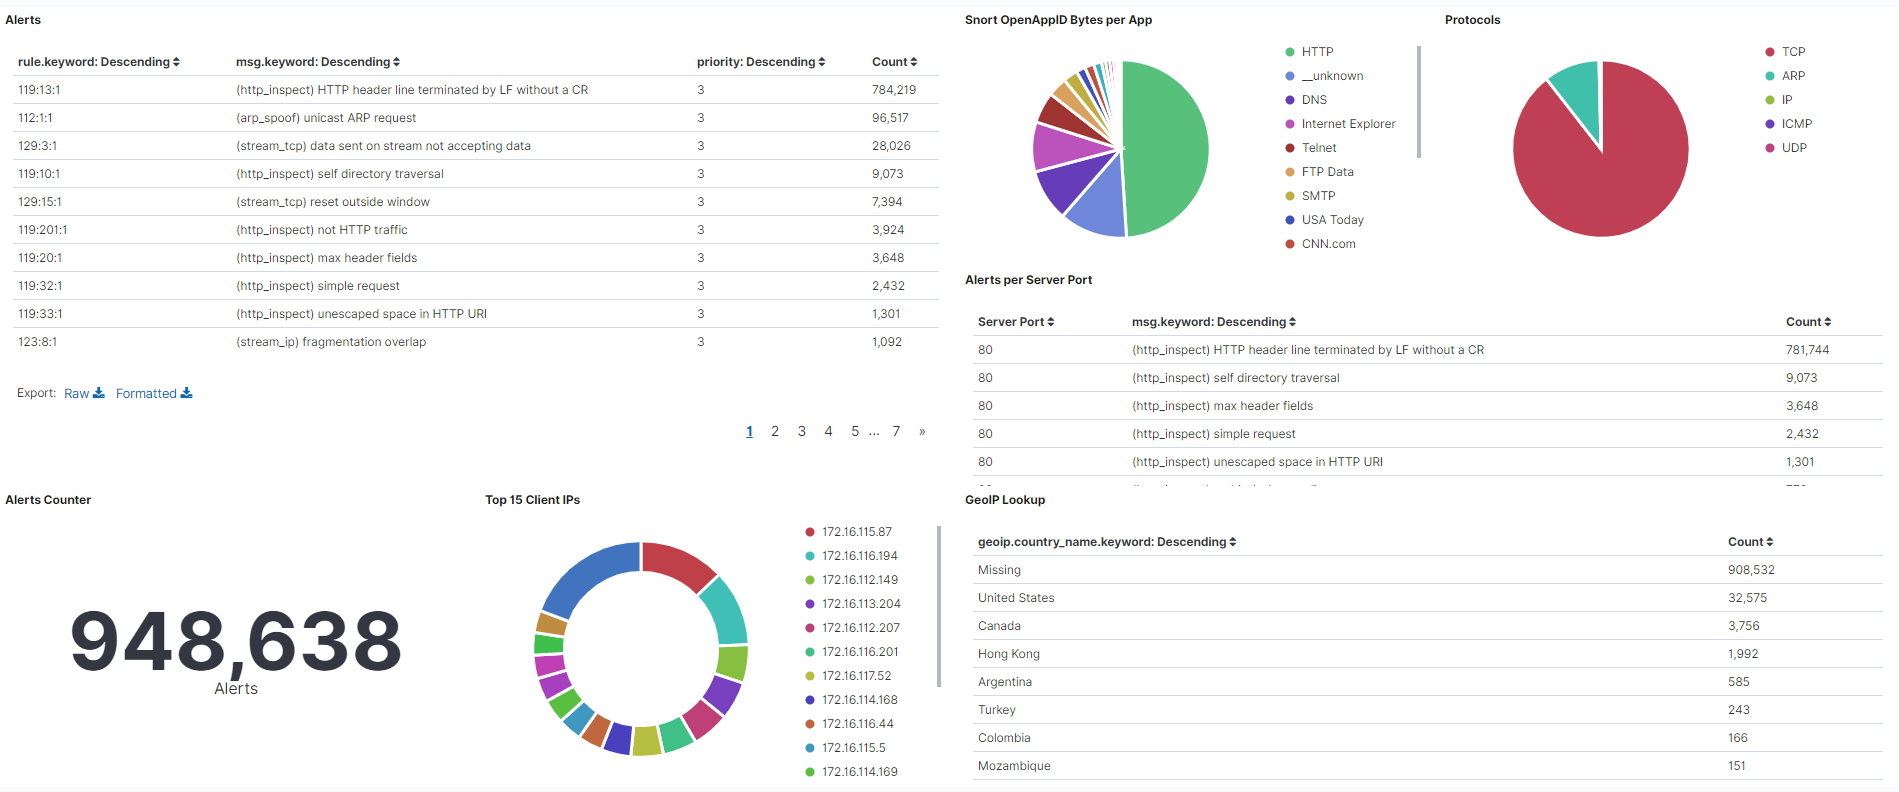 Alerts
rule.keyword: Descending msg.keyword: Descending priority: Descending Count
119:13:1 (http_inspect) HTTP header line terminated by LF without a CR 3 784,219
112:1:1 (arp_spoof) unicast ARP request 3 96,517
129:3:1 (stream_tcp) data sent on stream not accepting data 3 28,026
119:10:1 (http_inspect) self directory traversal 3 9,073
129:15:1 (stream_tcp) reset outside window 3 7,394
119:201:1 (http_inspect) not HTTP traffic 3 3,924
119:20:1 (http_inspect) max header fields 3 3,648
119:32:1 (http_inspect) simple request 3 2,432
119:33:1 (http_inspect) unescaped space in HTTP URI 3 1,301
123:8:1 (stream_ip) fragmentation overlap 3 1,092
Export: Raw Formatted
1 2 3 4 5 ... 7 »
Snort OpenAppID Bytes per App
HTTP
__unknown
DNS
Internet Explorer
Telnet
FTP Data
SMTP
USA Today
CNN.com
Protocols
TCP
ARP
IP
ICMP
UDP
Alerts per Server Port
Server Port msg.keyword: Descending Count
80 (http_inspect) HTTP header line terminated by LF without a CR 781,744
80 (http_inspect) self directory traversal 9,073
80 (http_inspect) max header fields 3,648
80 (http_inspect) simple request 2,432
80 (http_inspect) unescaped space in HTTP URI 1,301
Alerts Counter
948,638
Alerts
Top 15 Client IPs
172.16.115.87
172.16.116.194
172.16.112.149
172.16.113.204
172.16.112.207
172.16.116.201
172.16.117.52
172.16.114.168
172.16.116.44
172.16.115.5
172.16.114.169
GeoIP Lookup
geoip.country_name.keyword: Descending Count
Missing 908,532
United States 32,575
Canada 3,756
Hong Kong 1,992
Argentina 585
Turkey 243
Colombia 166
Mozambique 151